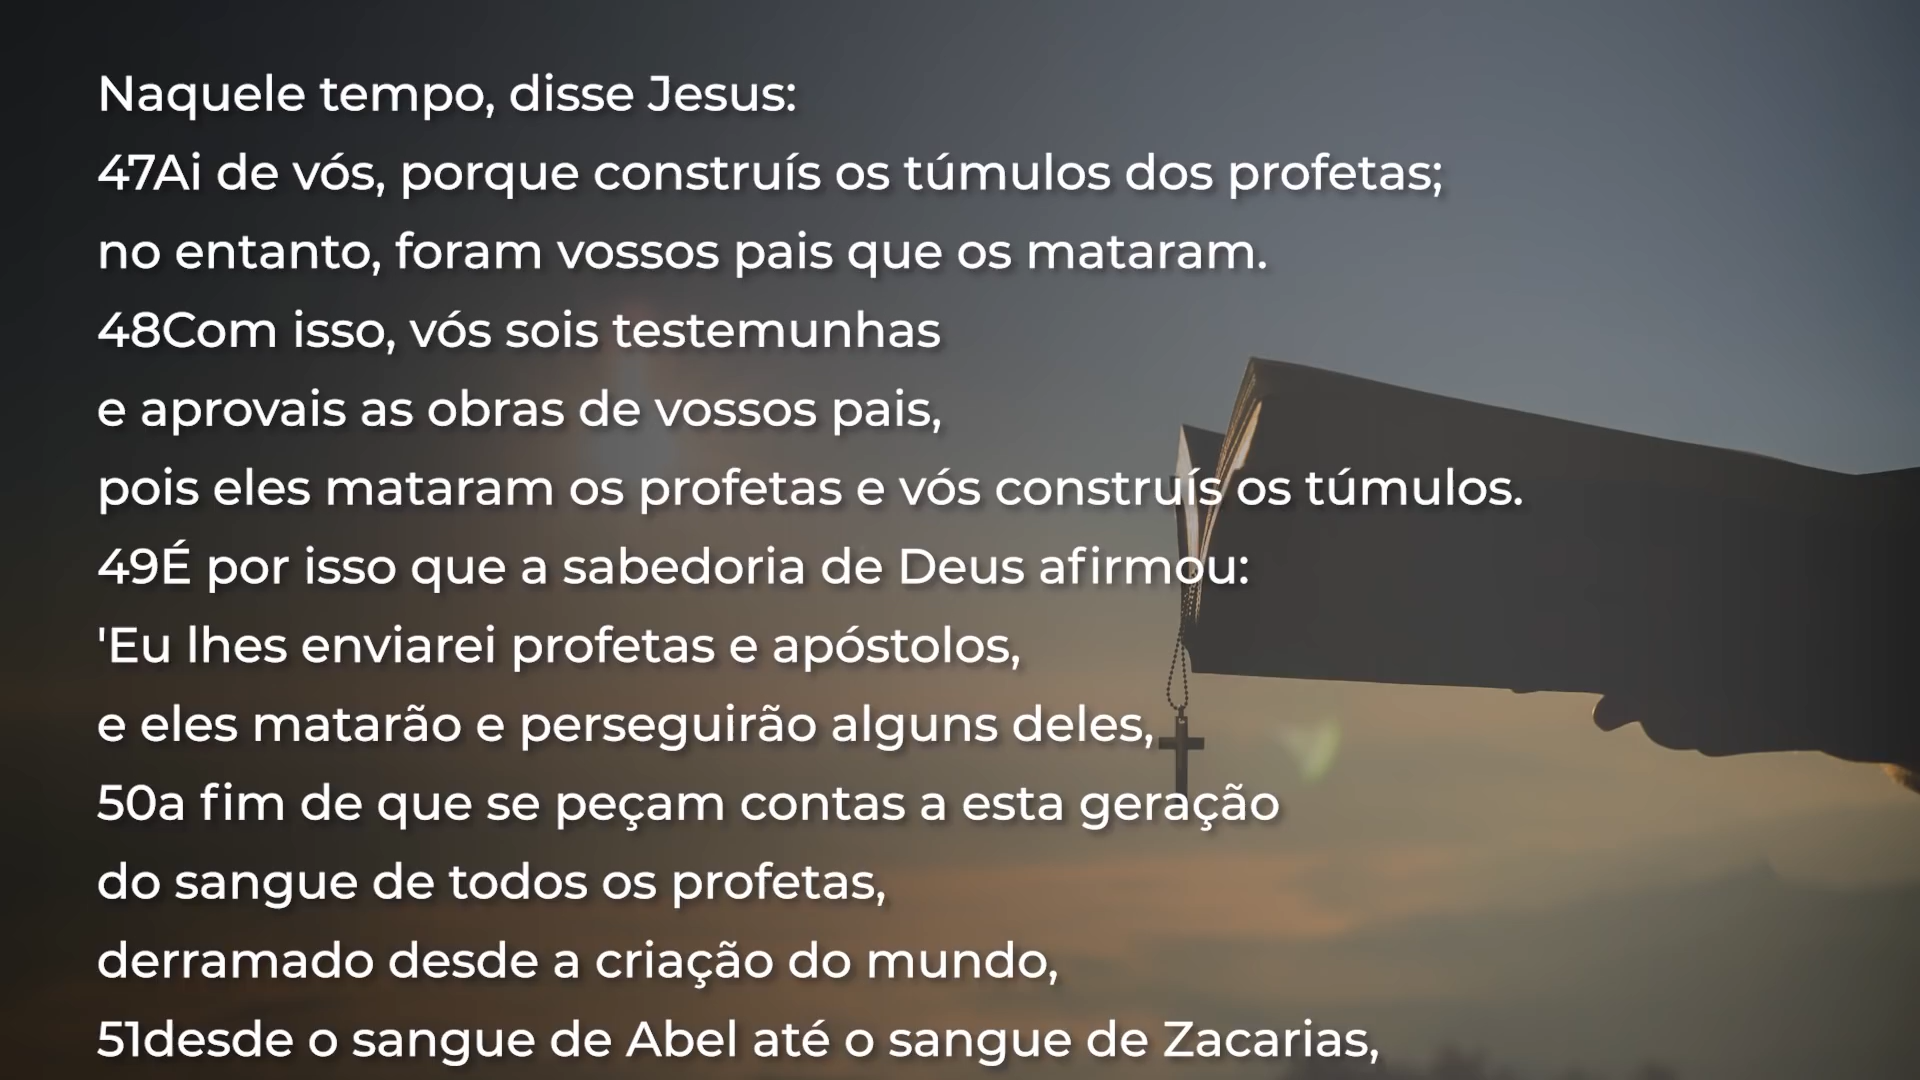 Naquele tempo, disse Jesus:
47Ai de vós, porque construís os túmulos dos profetas;
no entanto, foram vossos pais que os mataram.
48Com isso, vós sois testemunhas
e aprovais as obras de vossos pais,
pois eles mataram os profetas e vós construís os túmulos.
49É por isso que a sabedoria de Deus afirmou:
'Eu lhes enviarei profetas e apóstolos,
e eles matarão e perseguirão alguns deles,
50a fim de que se peçam contas a esta geração
do sangue de todos os profetas,
derramado desde a criação do mundo,
51desde o sangue de Abel até o sangue de Zacarias,